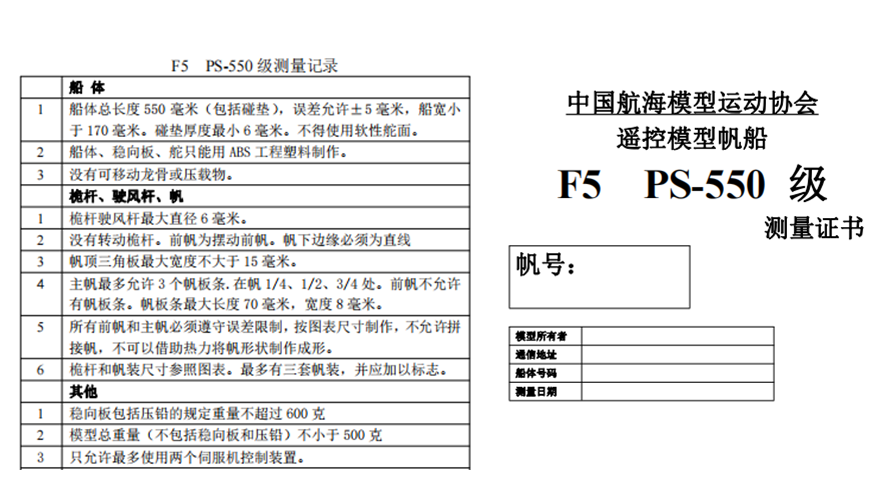 F5 PS-550 级测量记录
船 体
1 船体总长度 550 毫米（包括碰垫），误差允许±5 毫米，船宽小
于 170 毫米。碰垫厚度最小 6 毫米。不得使用软性舵面。
2 船体、稳向板、舵只能用 ABS 工程塑料制作。
3 没有可移动龙骨或压载物。
桅杆、驶风杆、帆
1 桅杆驶风杆最大直径 6 毫米。
2 没有转动桅杆。前帆为摆动前帆。帆下边缘必须为直线
3 帆顶三角板最大宽度不大于 15 毫米。
4 主帆最多允许 3 个帆板条.在帆 1/4、1/2、3/4 处。前帆不允许
有帆板条。帆板条最大长度 70 毫米，宽度 8 毫米。
5 所有前帆和主帆必须遵守误差限制，按图表尺寸制作，不允许拼
接帆，不可以借助热力将帆形状制作成形。
6 桅杆和帆装尺寸参照图表。最多有三套帆装，并应加以标志。
其他
1 稳向板包括压铅的规定重量不超过 600 克
2 模型总重量（不包括稳向板和压铅）不小于 500 克
3 只允许最多使用两个伺服机控制装置。
中国航海模型运动协会
遥控模型帆船
F5 PS-550 级
测量证书
帆号：
模型所有者
通信地址
船体号码
测量日期